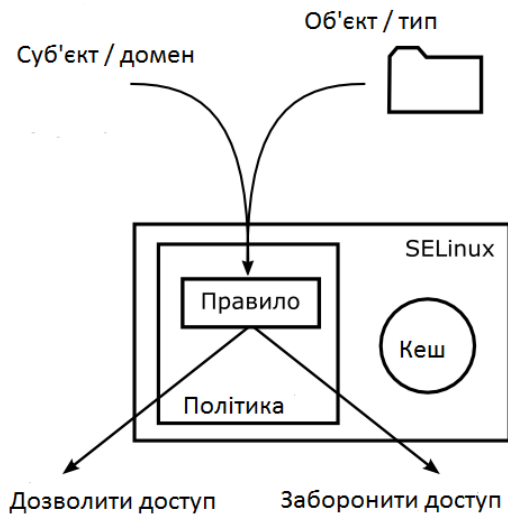 Об'єкт / тип
Суб'єкт / домен
SELinux
Правило
Кеш
Політика
Дозволити доступ
Заборонити доступ